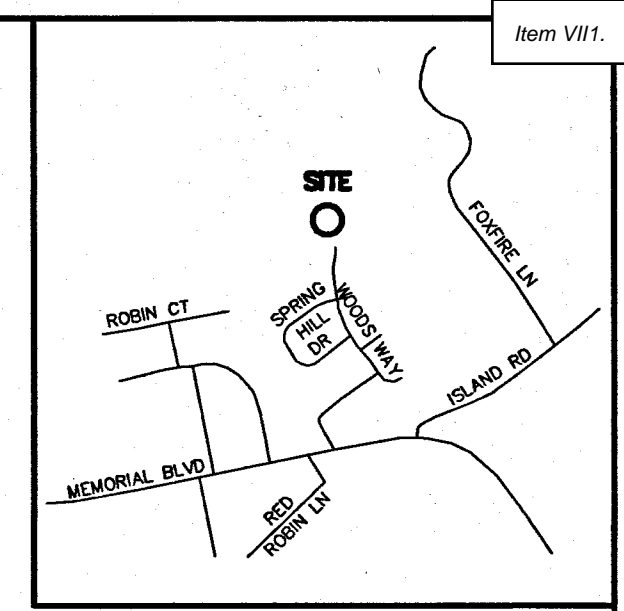 Item VII1.
SITE
FOXFIRE LN
ROBIN CT
SPRING
HILL
DR
WOODS WAY
ISLAND RD
MEMORIAL BLVD
RED
ROBIN LN